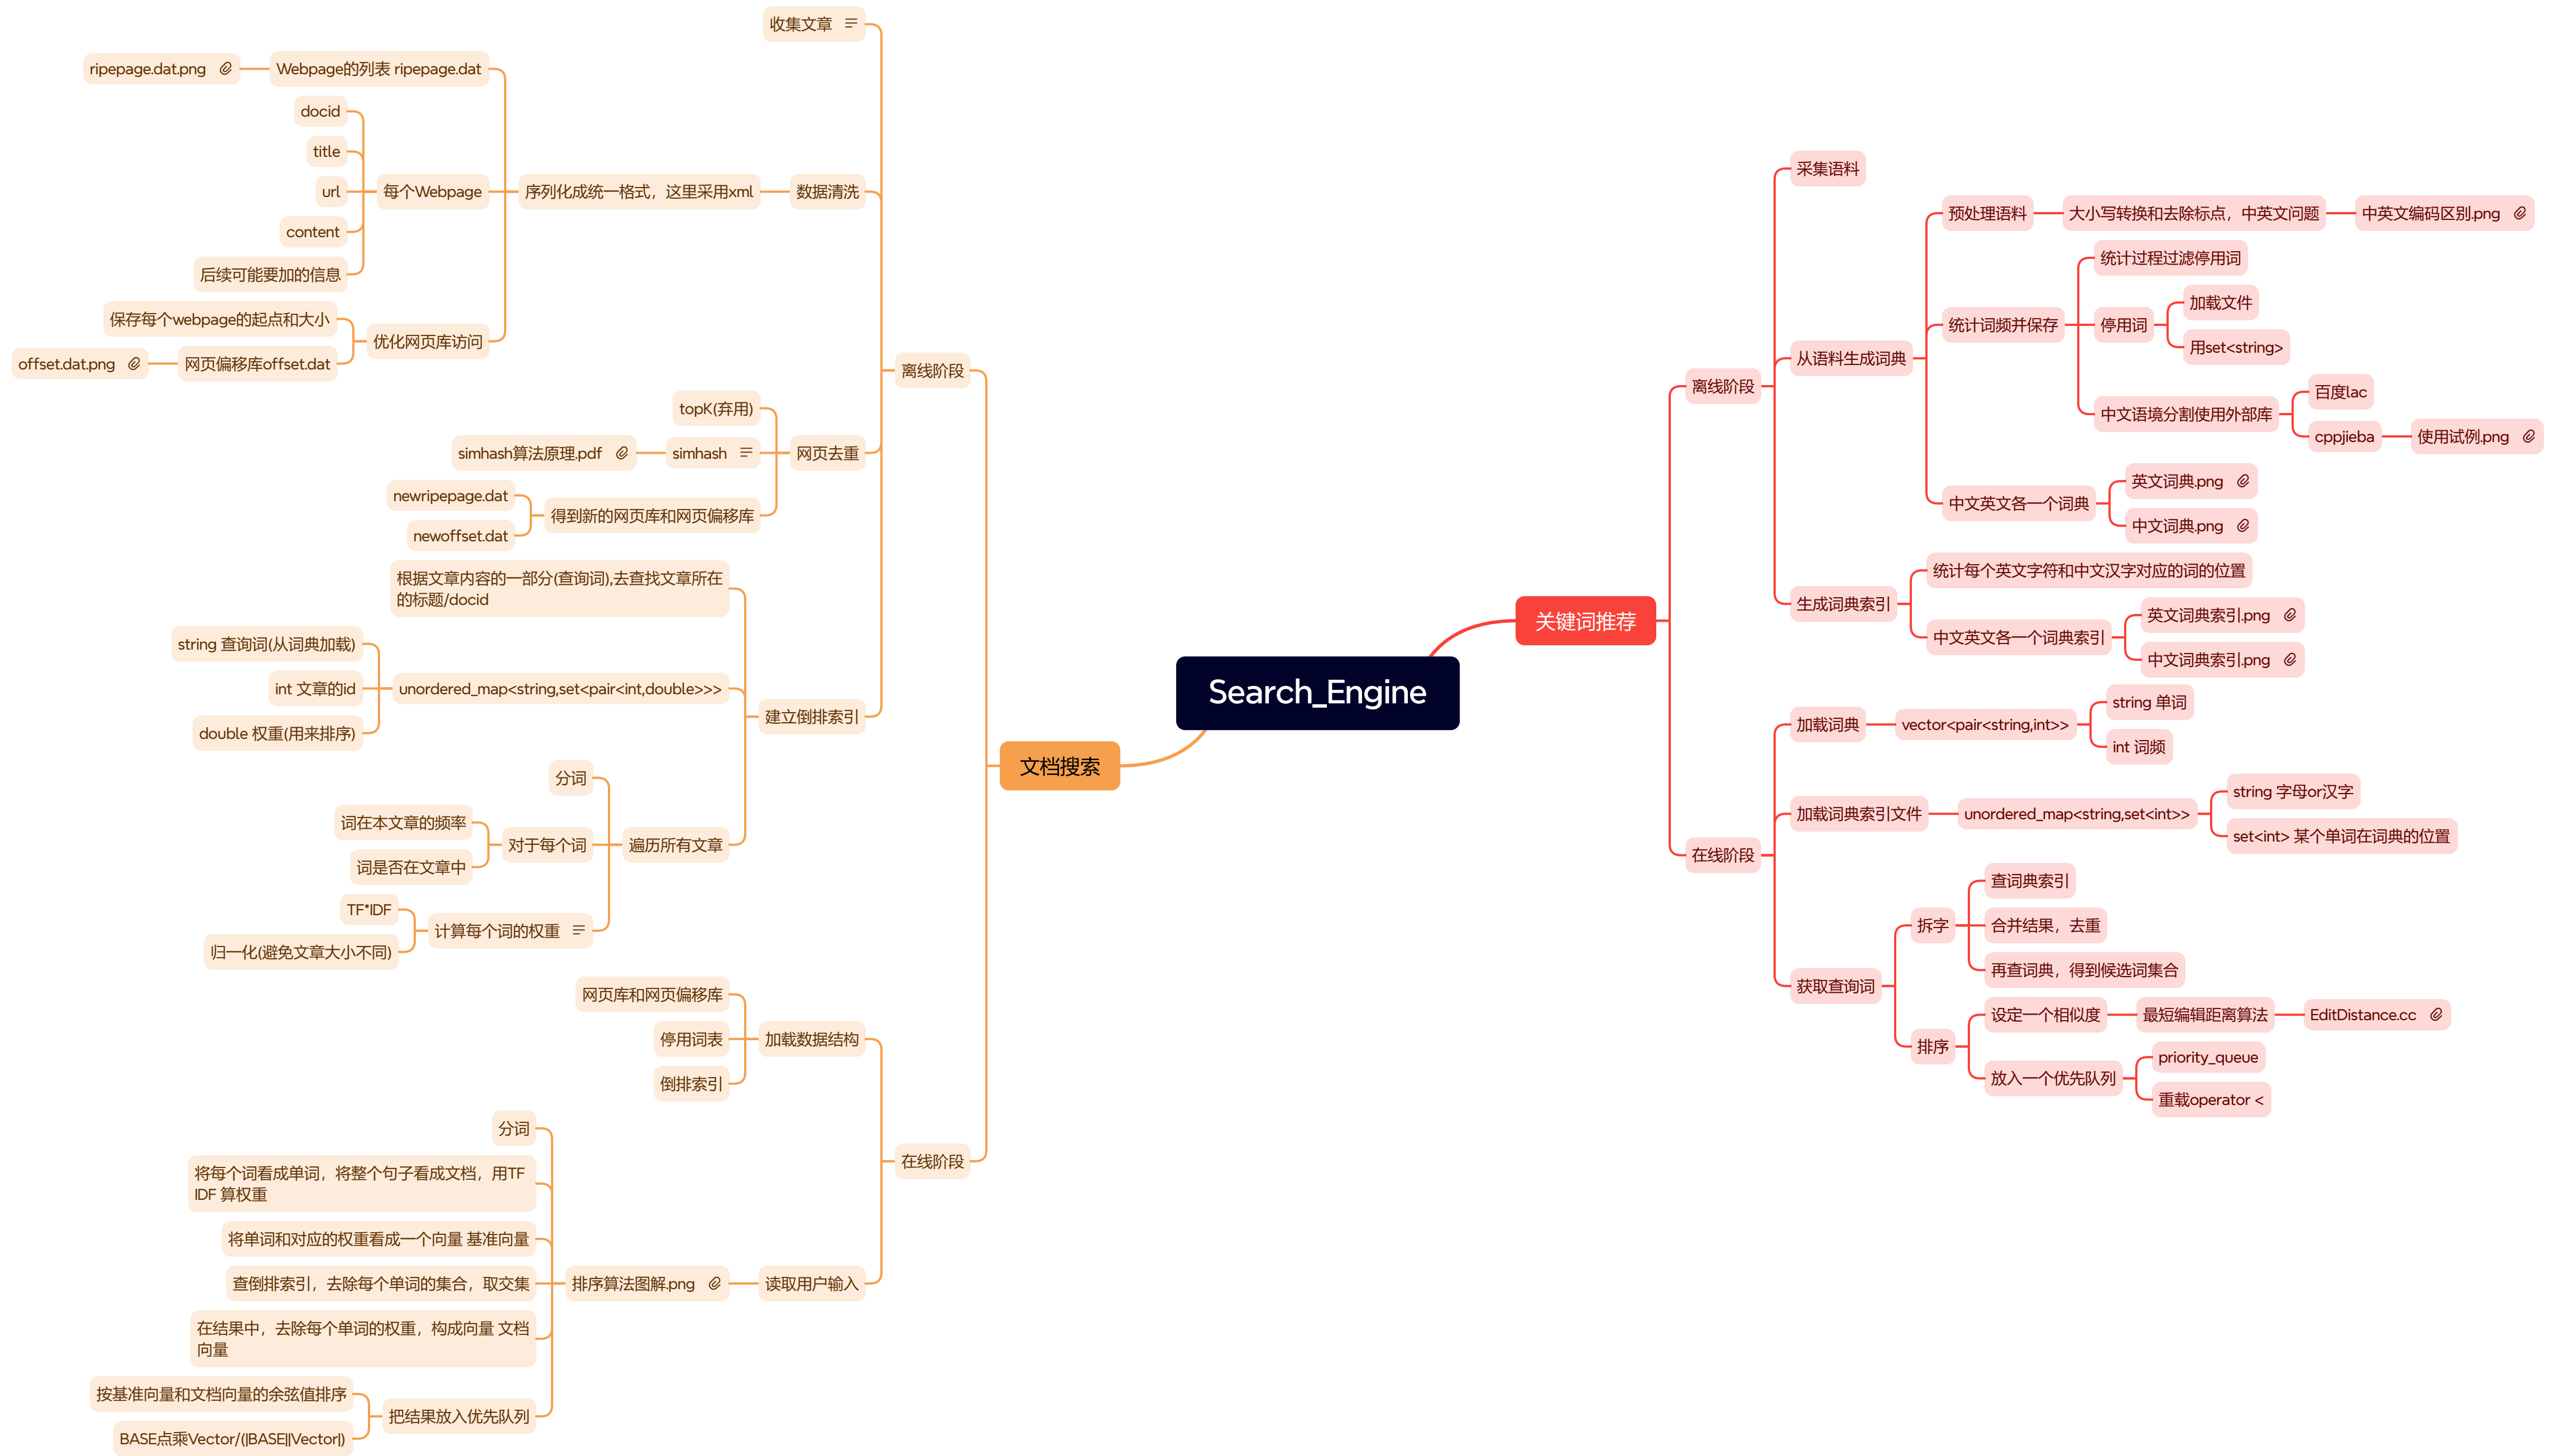 Search_Engine
关键词推荐
离线阶段
采集语料
从语料生成词典
预处理语料
大小写转换和去除标点，中英文问题
中英文编码区别.png
统计词频并保存
统计过程过滤停用词
停用词
加载文件
用set<string>
中文语境分割使用外部库
百度lac
cppjieba
使用试例.png
中文英文各一个词典
英文词典.png
中文词典.png
生成词典索引
统计每个英文字符和中文汉字对应的词的位置
中文英文各一个词典索引
英文词典索引.png
中文词典索引.png
在线阶段
加载词典
vector<pair<string,int>>
string 单词
int 词频
加载词典索引文件
unordered_map<string,set<int>>
string 字母or汉字
set<int> 某个单词在词典的位置
获取查询词
拆字
查词典索引
合并结果，去重
再查词典，得到候选词集合
排序
设定一个相似度
最短编辑距离算法
EditDistance.cc
放入一个优先队列
priority_queue
重载operator <
文档搜索
离线阶段
收集文章
数据清洗
序列化成统一格式，这里采用xml
Webpage的列表 ripepage.dat
ripepage.dat.png
每个Webpage
docid
title
url
content
后续可能要加的信息
优化网页库访问
保存每个webpage的起点和大小
网页偏移库offset.dat
offset.dat.png
网页去重
topK(弃用)
simhash
simhash算法原理.pdf
得到新的网页库和网页偏移库
newripepage.dat
newoffset.dat
建立倒排索引
根据文章内容的一部分(查询词),去查找文章所在
的标题/docid
unordered_map<string,set<pair<int,double>>>
string 查询词(从词典加载)
int 文章的id
double 权重(用来排序)
遍历所有文章
分词
对于每个词
词在本文章的频率
词是否在文章中
计算每个词的权重
TF*IDF
归一化(避免文章大小不同)
在线阶段
加载数据结构
网页库和网页偏移库
停用词表
倒排索引
读取用户输入
排序算法图解.png
分词
将每个词看成单词，将整个句子看成文档，用TF
IDF 算权重
将单词和对应的权重看成一个向量 基准向量
查倒排索引，去除每个单词的集合，取交集
在结果中，去除每个单词的权重，构成向量 文档
向量
把结果放入优先队列
按基准向量和文档向量的余弦值排序
BASE点乘Vector/(|BASE||Vector|)